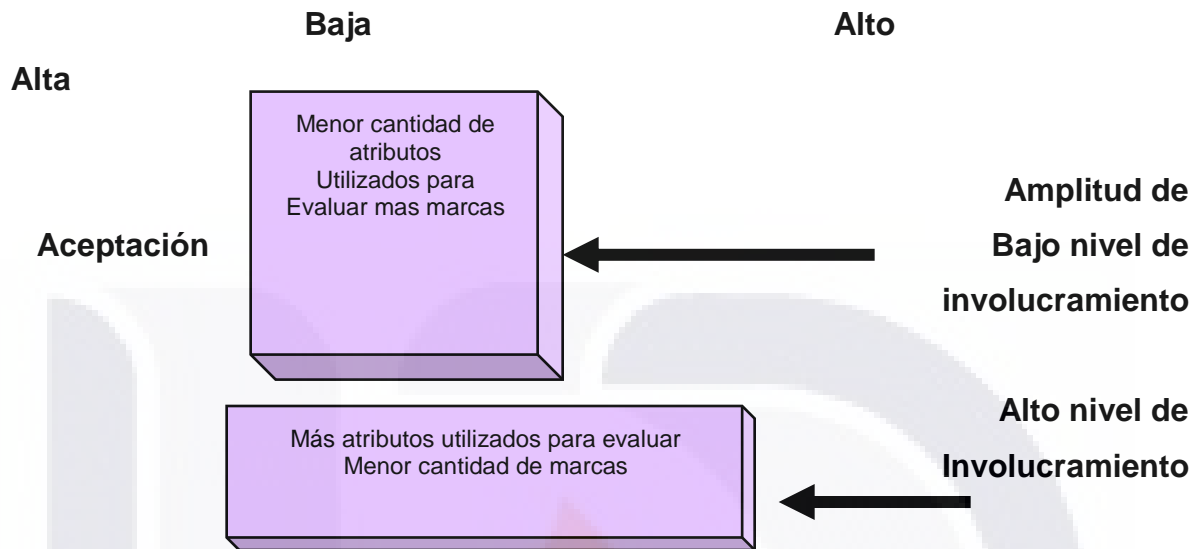 Baja Alto
Alta
Menor cantidad de
atributos
Utilizados para
Evaluar mas marcas
Amplitud de
Aceptación
Bajo nivel de
involucramiento
Alto nivel de
Más atributos utilizados para evaluar
Menor cantidad de marcas
Involucramiento